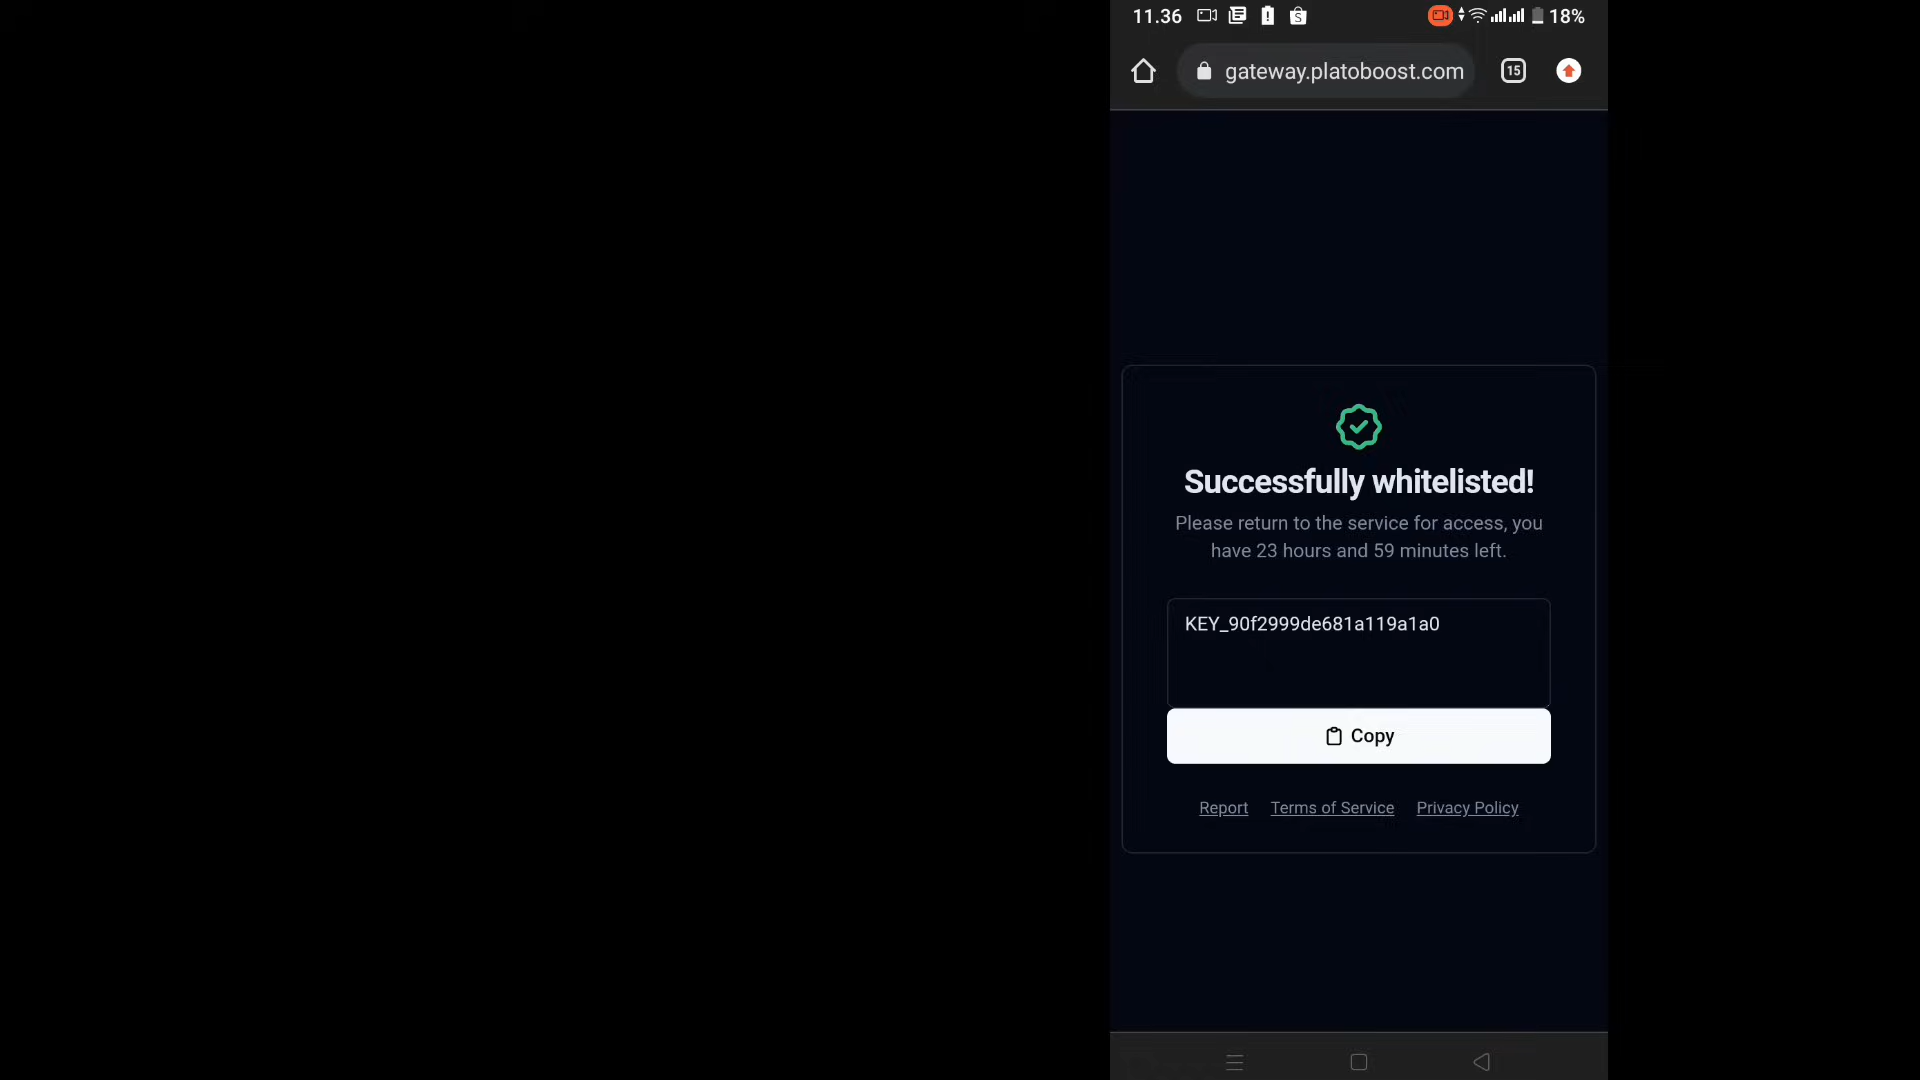 11.36
18%
gateway.platoboost.com
15
Successfully whitelisted!
Please return to the service for access, you
have 23 hours and 59 minutes left.
KEY_90f2999de681a119a1a0
Copy
Report Terms of Service Privacy Policy